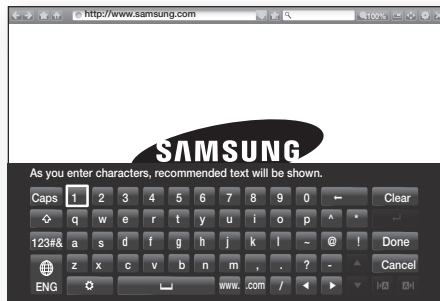 http://www.samsung.com 100%
SAMSUNG
As you enter characters, recommended text will be shown.
Caps 1 2 3 4 5 6 7 8 9 0 ← Clear
q w e r t y u i o p ^ *
123#& a s d f g h j k l ~ @ ! Done
z x c v b n m , . ? - Cancel
ENG www. .com /